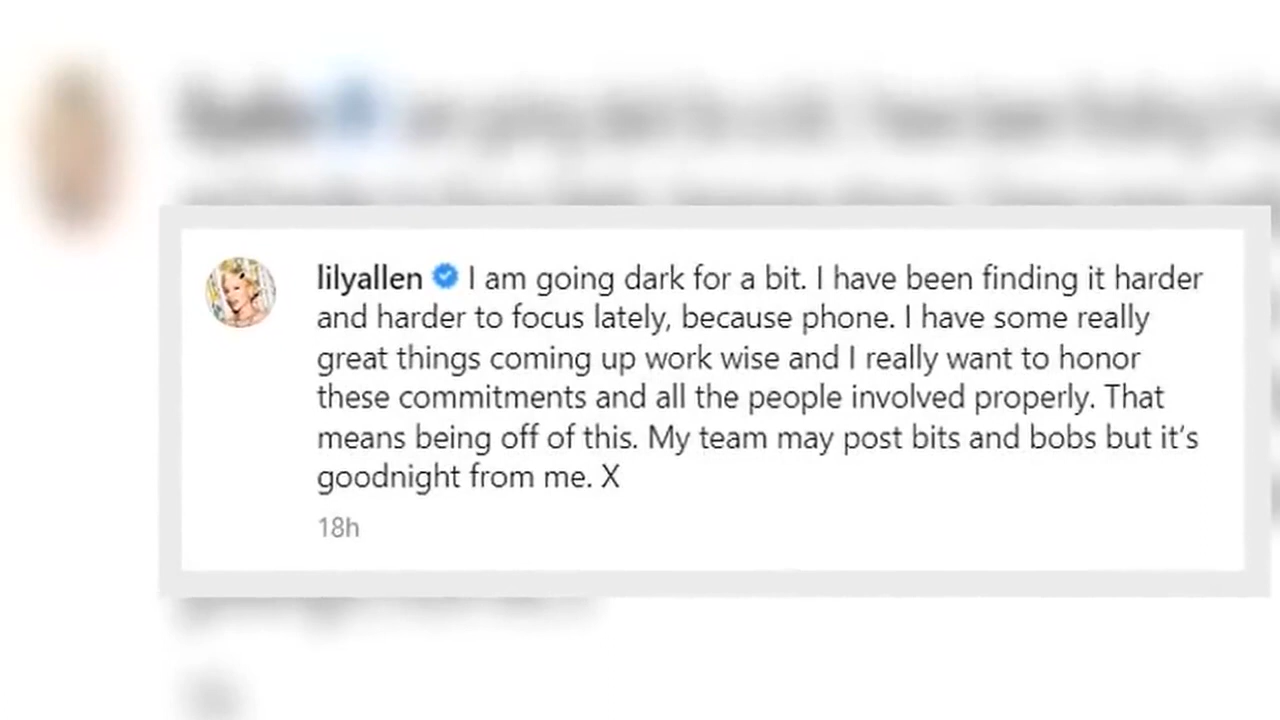 lilyallen I am going dark for a bit. I have been finding it harder
and harder to focus lately, because phone. I have some really
great things coming up work wise and I really want to honor
these commitments and all the people involved properly. That
means being off of this. My team may post bits and bobs but it’s
goodnight from me. X
18h